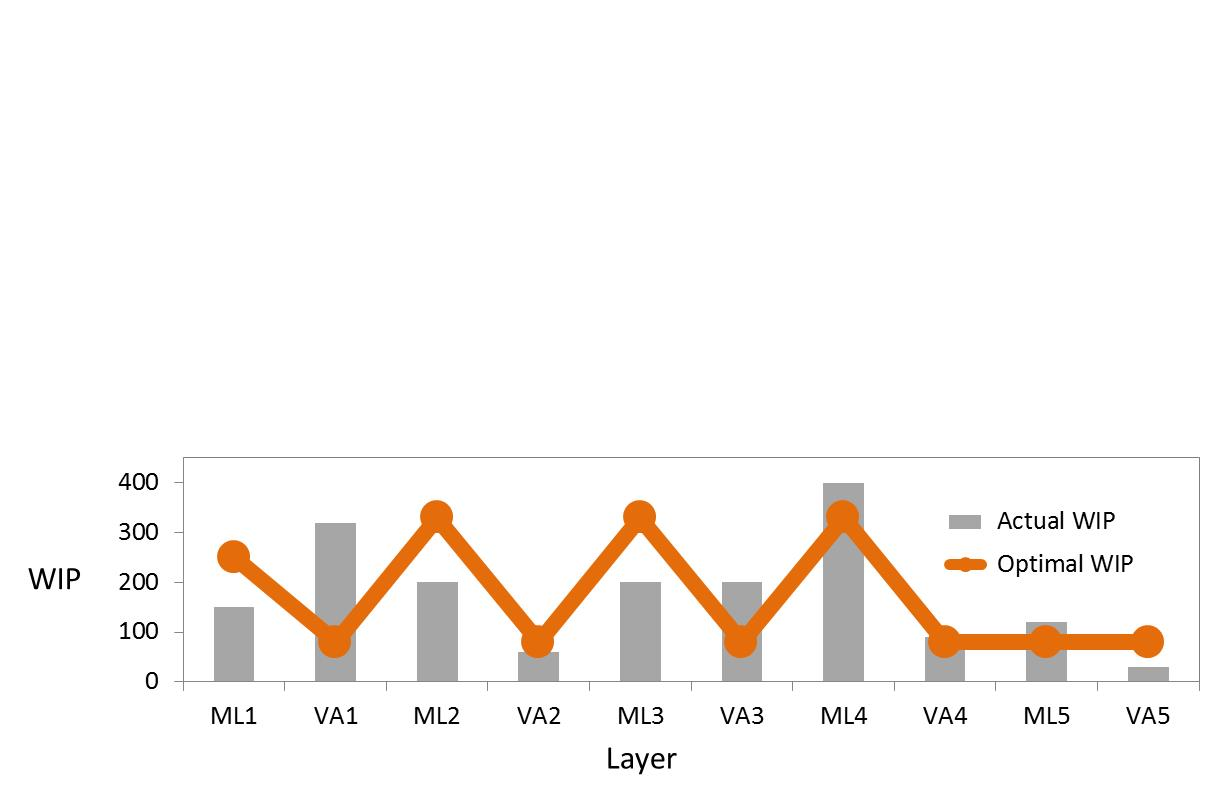 400
300
200
100
0
WIP
Actual WIP
Optimal WIP
ML1 VA1 ML2 VA2 ML3 VA3 ML4 VA4 ML5 VA5
Layer